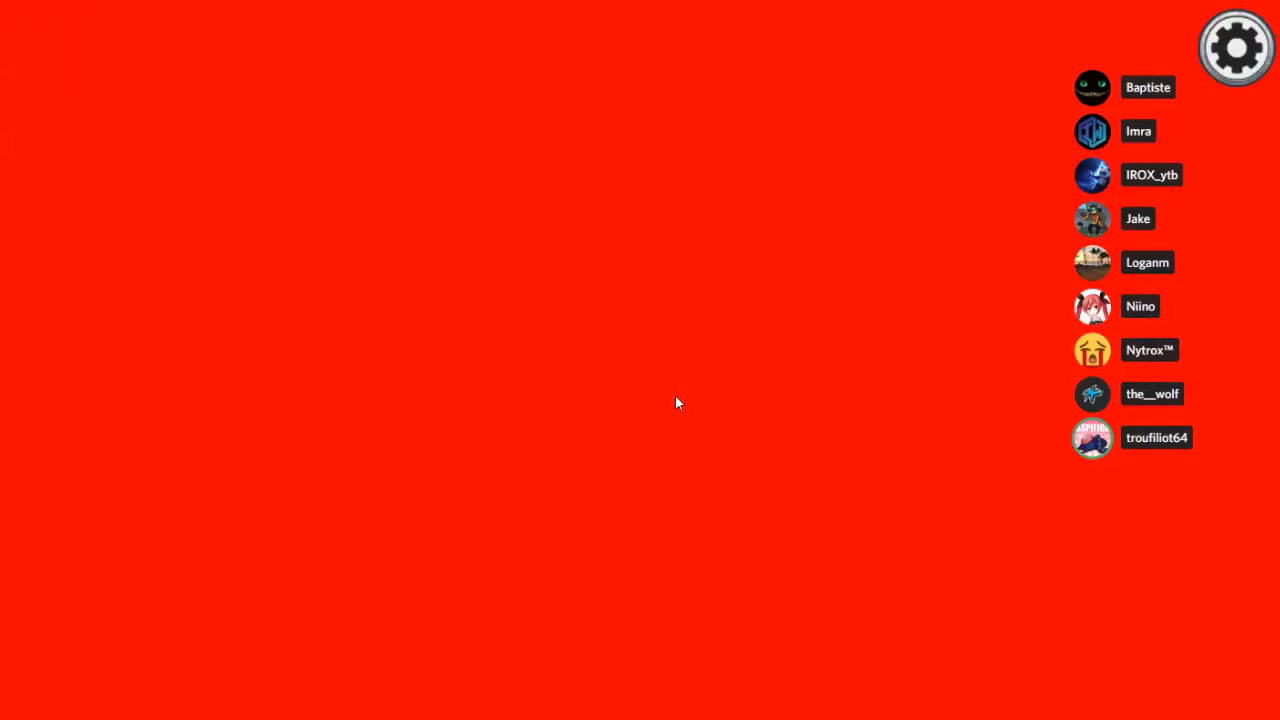 Baptiste
Imra
IROX_ytb
Jake
Loganm
Niino
Nytrox™
the__wolf
troufiliot64